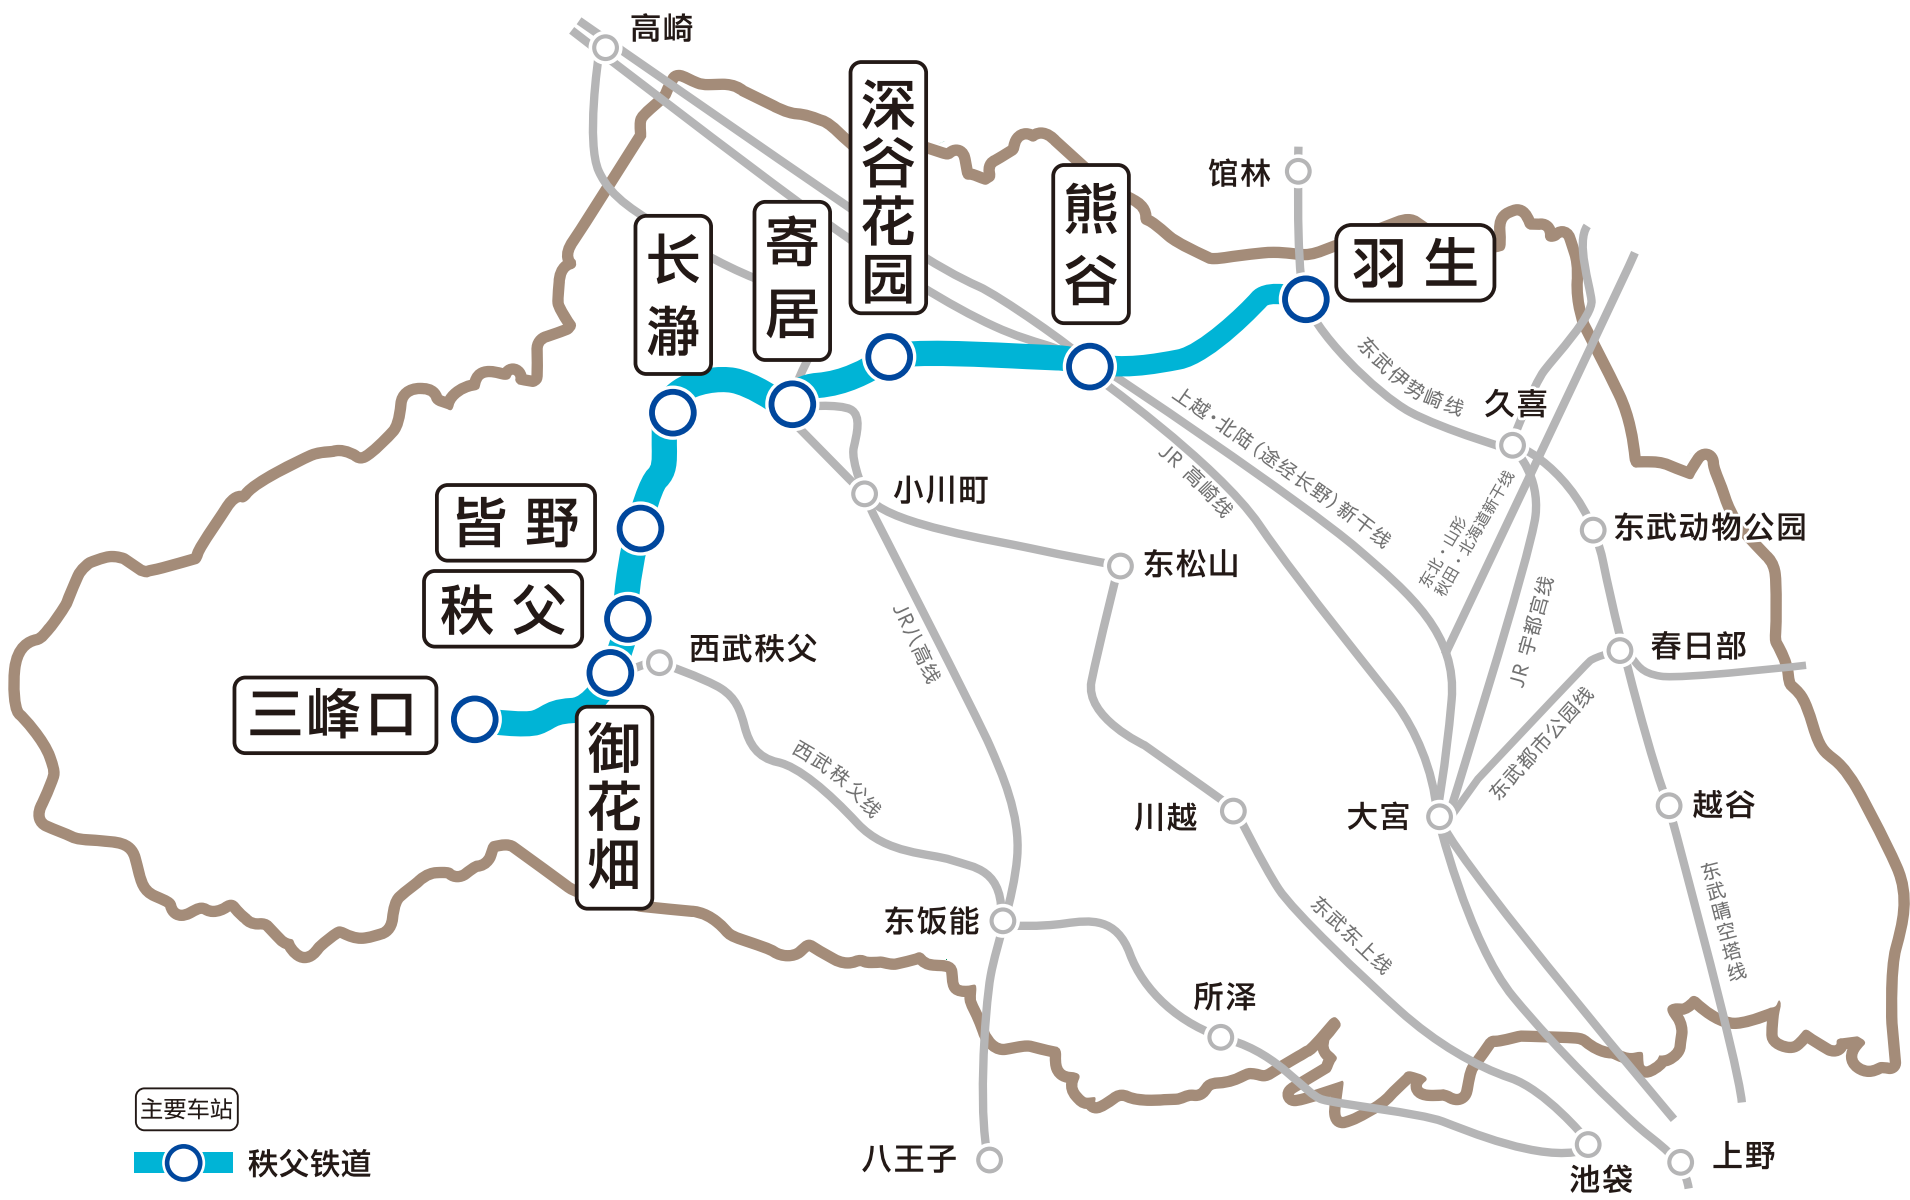 高崎
深谷花园
熊谷
馆林
羽生
寄居
长瀞
东武伊势崎线
久喜
上越・北陆(途经长野)新干线
JR 高崎线
小川町
皆野
东北・山形
秋田・北海道新干线
东武动物公园
东松山
秩父
JR八高线
JR 宇都宫线
西武秩父
春日部
三峰口
御花畑
东武都市公园线
西武秩父线
川越
大宫
越谷
东武晴空塔线
东饭能
东武东上线
所泽
主要车站
秩父铁道
八王子
上野
池袋